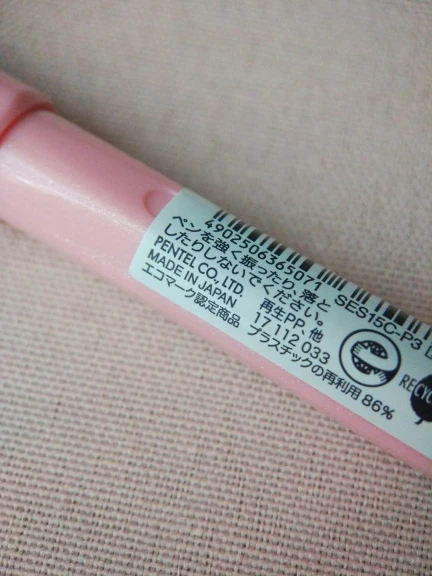 4902506365071 SES15C-P3
ペンを強く振ったり、落と
したりしないでください。
PENTEL CO., LTD. 再生PP、他
MADE IN JAPAN 17 112 033
エコマーク認定商品 プラスチックの再利用 86%